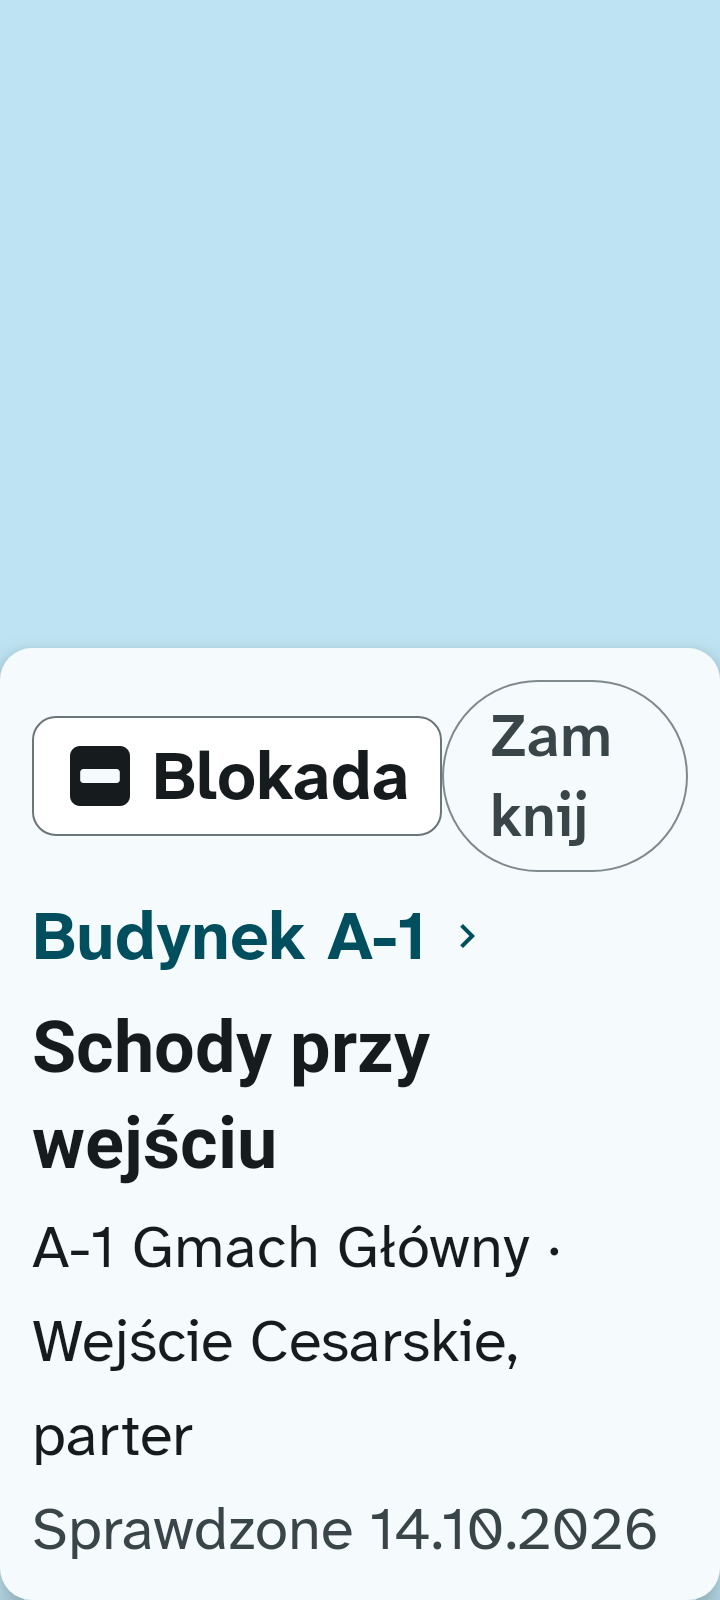 Blokada
Zam
knij
Budynek A-1
Schody przy
wejściu
A-1 Gmach Główny ·
Wejście Cesarskie,
parter
Sprawdzone 14.10.2026